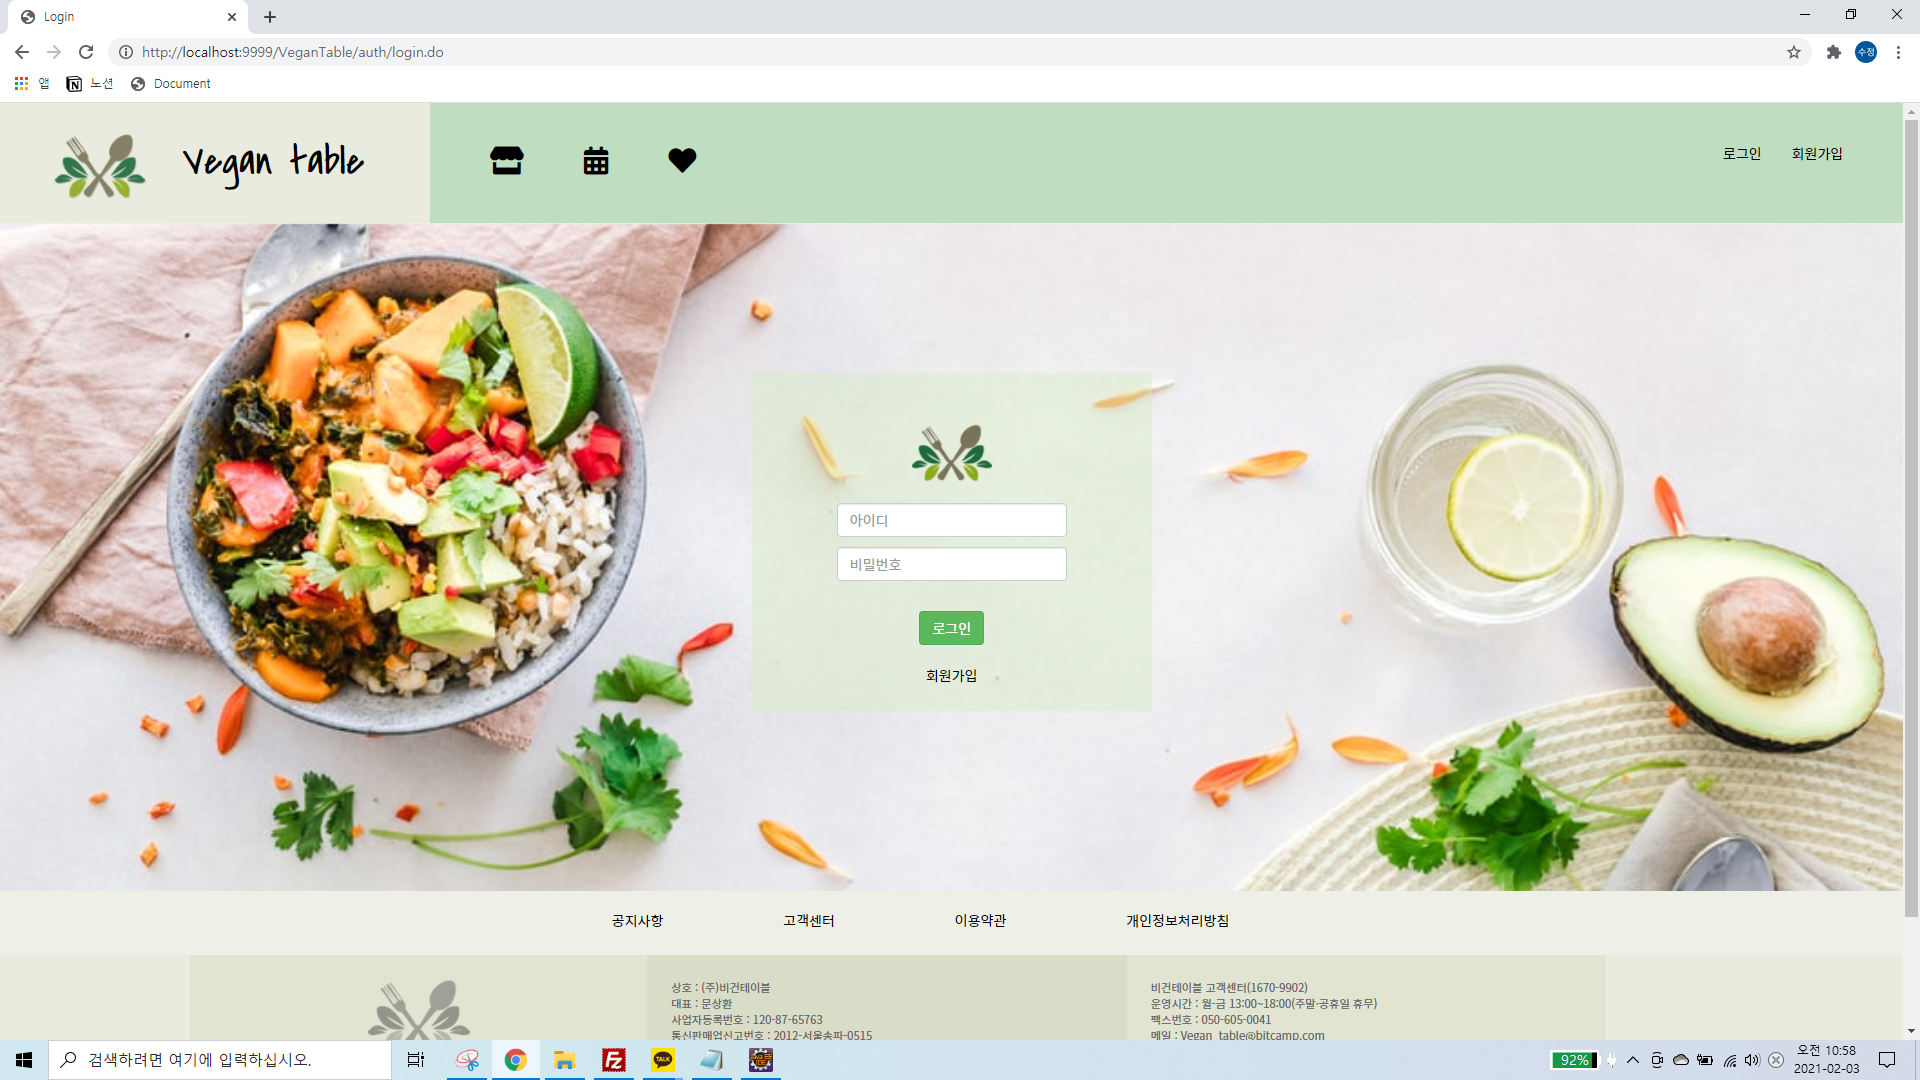 Login
http://localhost:9999/VeganTable/auth/login.do
수정
앱
노션
Document
Vegan table
로그인
회원가입
아이디
비밀번호
로그인
회원가입
공지사항
고객센터
이용약관
개인정보처리방침
상호 : (주)비건테이블
대표 : 문상환
사업자등록번호 : 120-87-65763
통신판매업신고번호 : 2012-서울송파-0515
비건테이블 고객센터(1670-9902)
운영시간 : 월-금 13:00~18:00(주말·공휴일 휴무)
팩스번호 : 050-605-0041
메일 : Vegan_table@bitcamp.com
검색하려면 여기에 입력하십시오.
TALK
92%
오전 10:58
2021-02-03